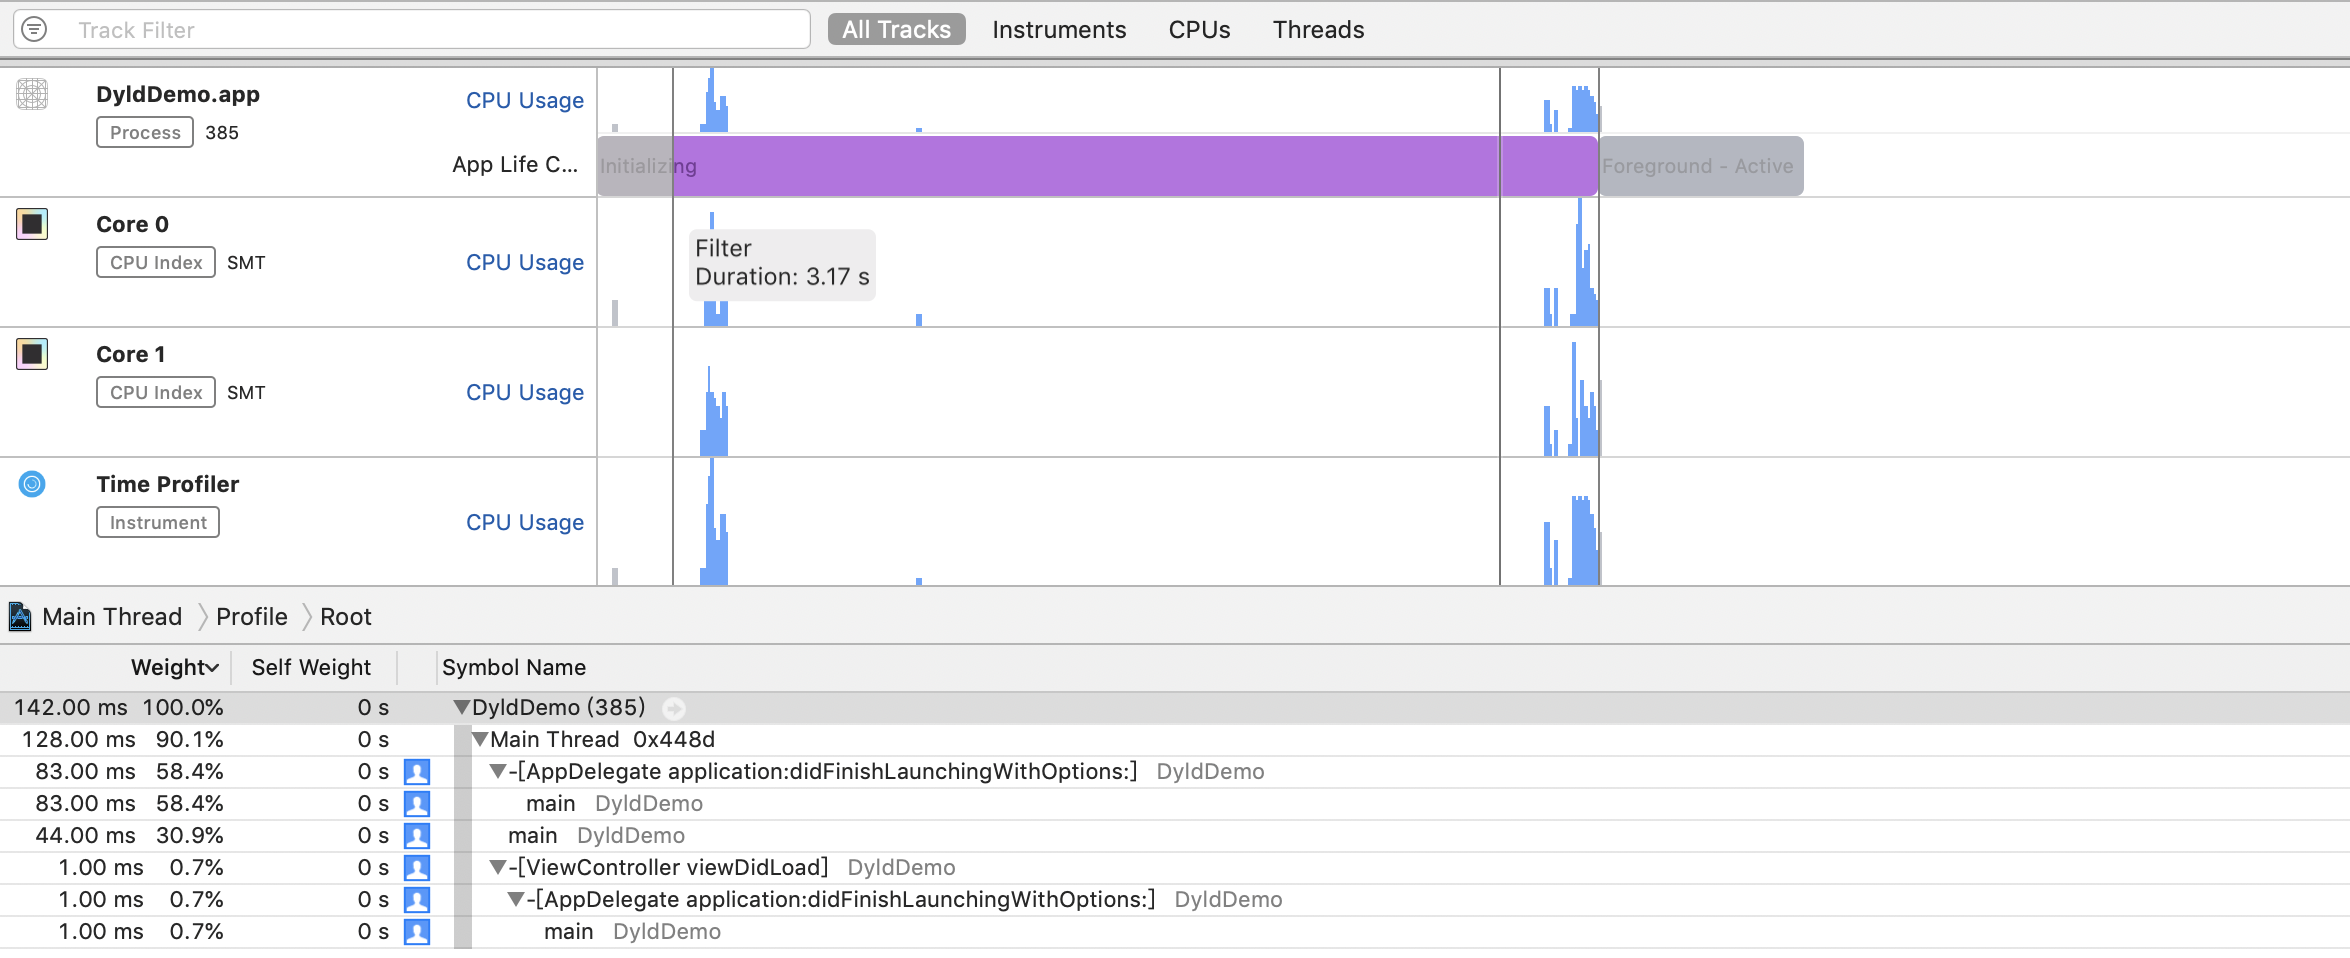 Track Filter
All Tracks Instruments CPUs Threads
DyldDemo.app CPU Usage
Process 385
App Life C... Initializing Foreground - Active
Core 0
CPU Index SMT CPU Usage
Filter
Duration: 3.17 s
Core 1
CPU Index SMT CPU Usage
Time Profiler
Instrument CPU Usage
Main Thread Profile Root
Weight Self Weight Symbol Name
142.00 ms 100.0% 0 s DyldDemo (385)
128.00 ms 90.1% 0 s Main Thread 0x448d
83.00 ms 58.4% 0 s -[AppDelegate application:didFinishLaunchingWithOptions:] DyldDemo
83.00 ms 58.4% 0 s main DyldDemo
44.00 ms 30.9% 0 s main DyldDemo
1.00 ms 0.7% 0 s -[ViewController viewDidLoad] DyldDemo
1.00 ms 0.7% 0 s -[AppDelegate application:didFinishLaunchingWithOptions:] DyldDemo
1.00 ms 0.7% 0 s main DyldDemo